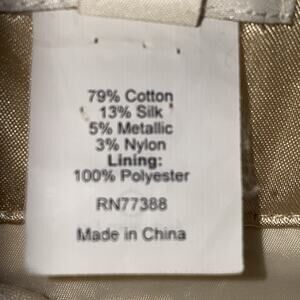 79% Cotton
13% Silk
5% Metallic
3% Nylon
Lining:
100% Polyester
RN77388
Made in China